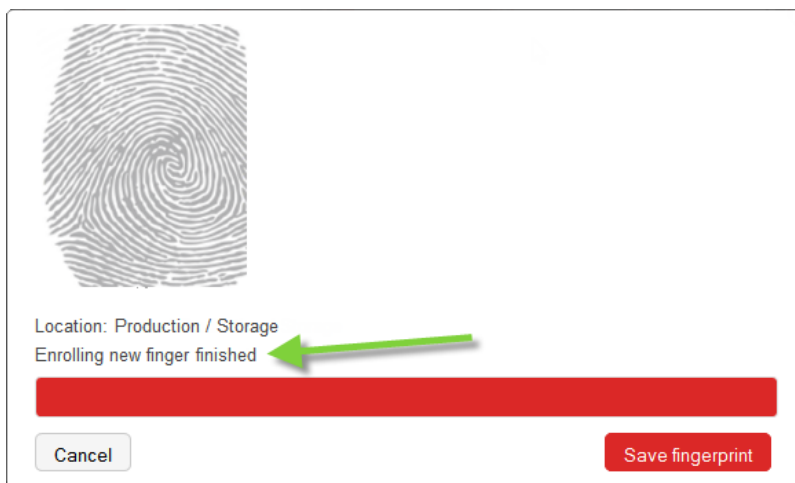 Location: Production / Storage
Enrolling new finger finished
Cancel
Save fingerprint